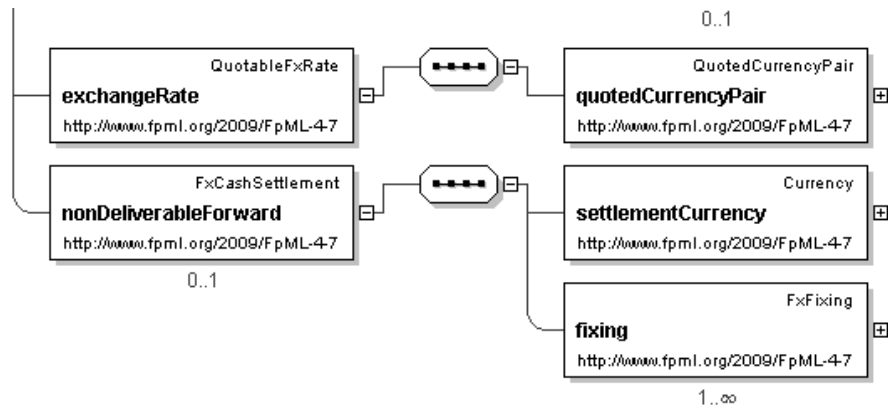 0..1
QuotableFxRate
exchangeRate
http://www.fpml.org/2009/FpML-4-7
QuotedCurrencyPair
quotedCurrencyPair
http://www.fpml.org/2009/FpML-4-7
FxCashSettlement
nonDeliverableForward
http://www.fpml.org/2009/FpML-4-7
0..1
Currency
settlementCurrency
http://www.fpml.org/2009/FpML-4-7
FxFixing
fixing
http://www.fpml.org/2009/FpML-4-7
1..∞